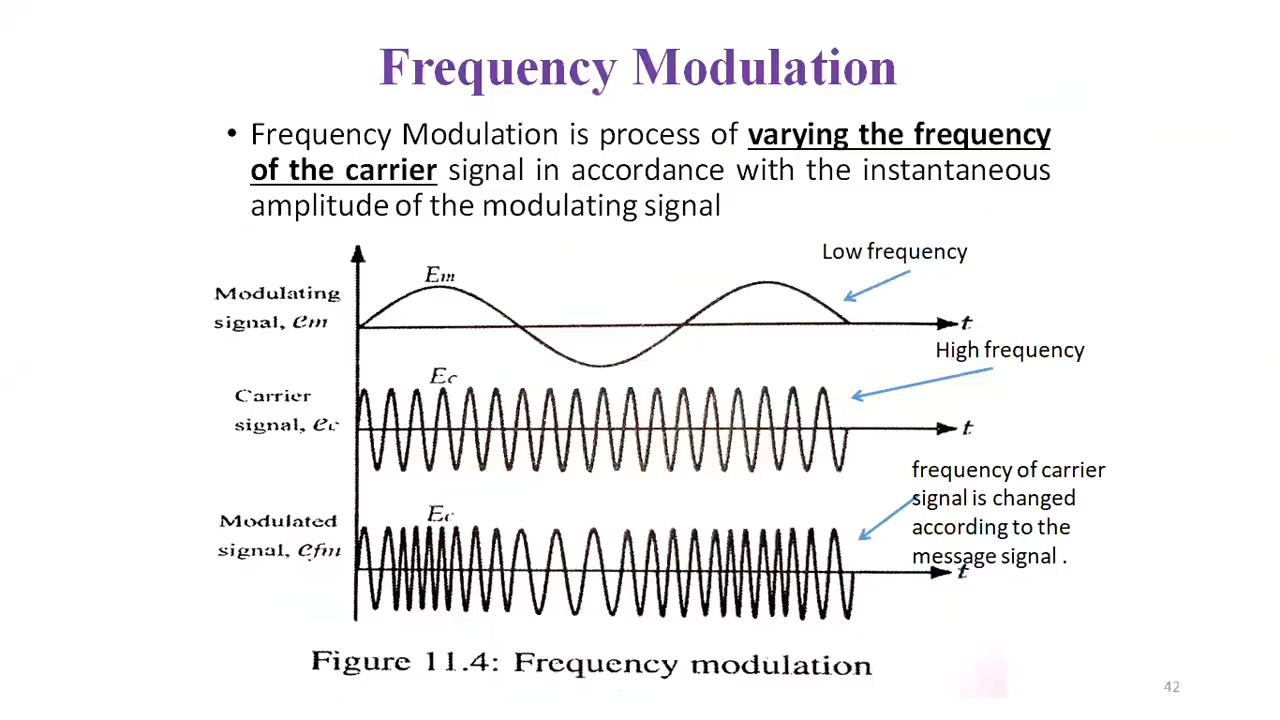 Frequency Modulation
• Frequency Modulation is process of varying the frequency
of the carrier signal in accordance with the instantaneous
amplitude of the modulating signal
Low frequency
Em
Modulating
signal, em
t
High frequency
Ec
Carrier
signal, ec
t
frequency of carrier
signal is changed
according to the
message signal .
Ec
Modulated
signal, efm
t
Figure 11.4: Frequency modulation
42